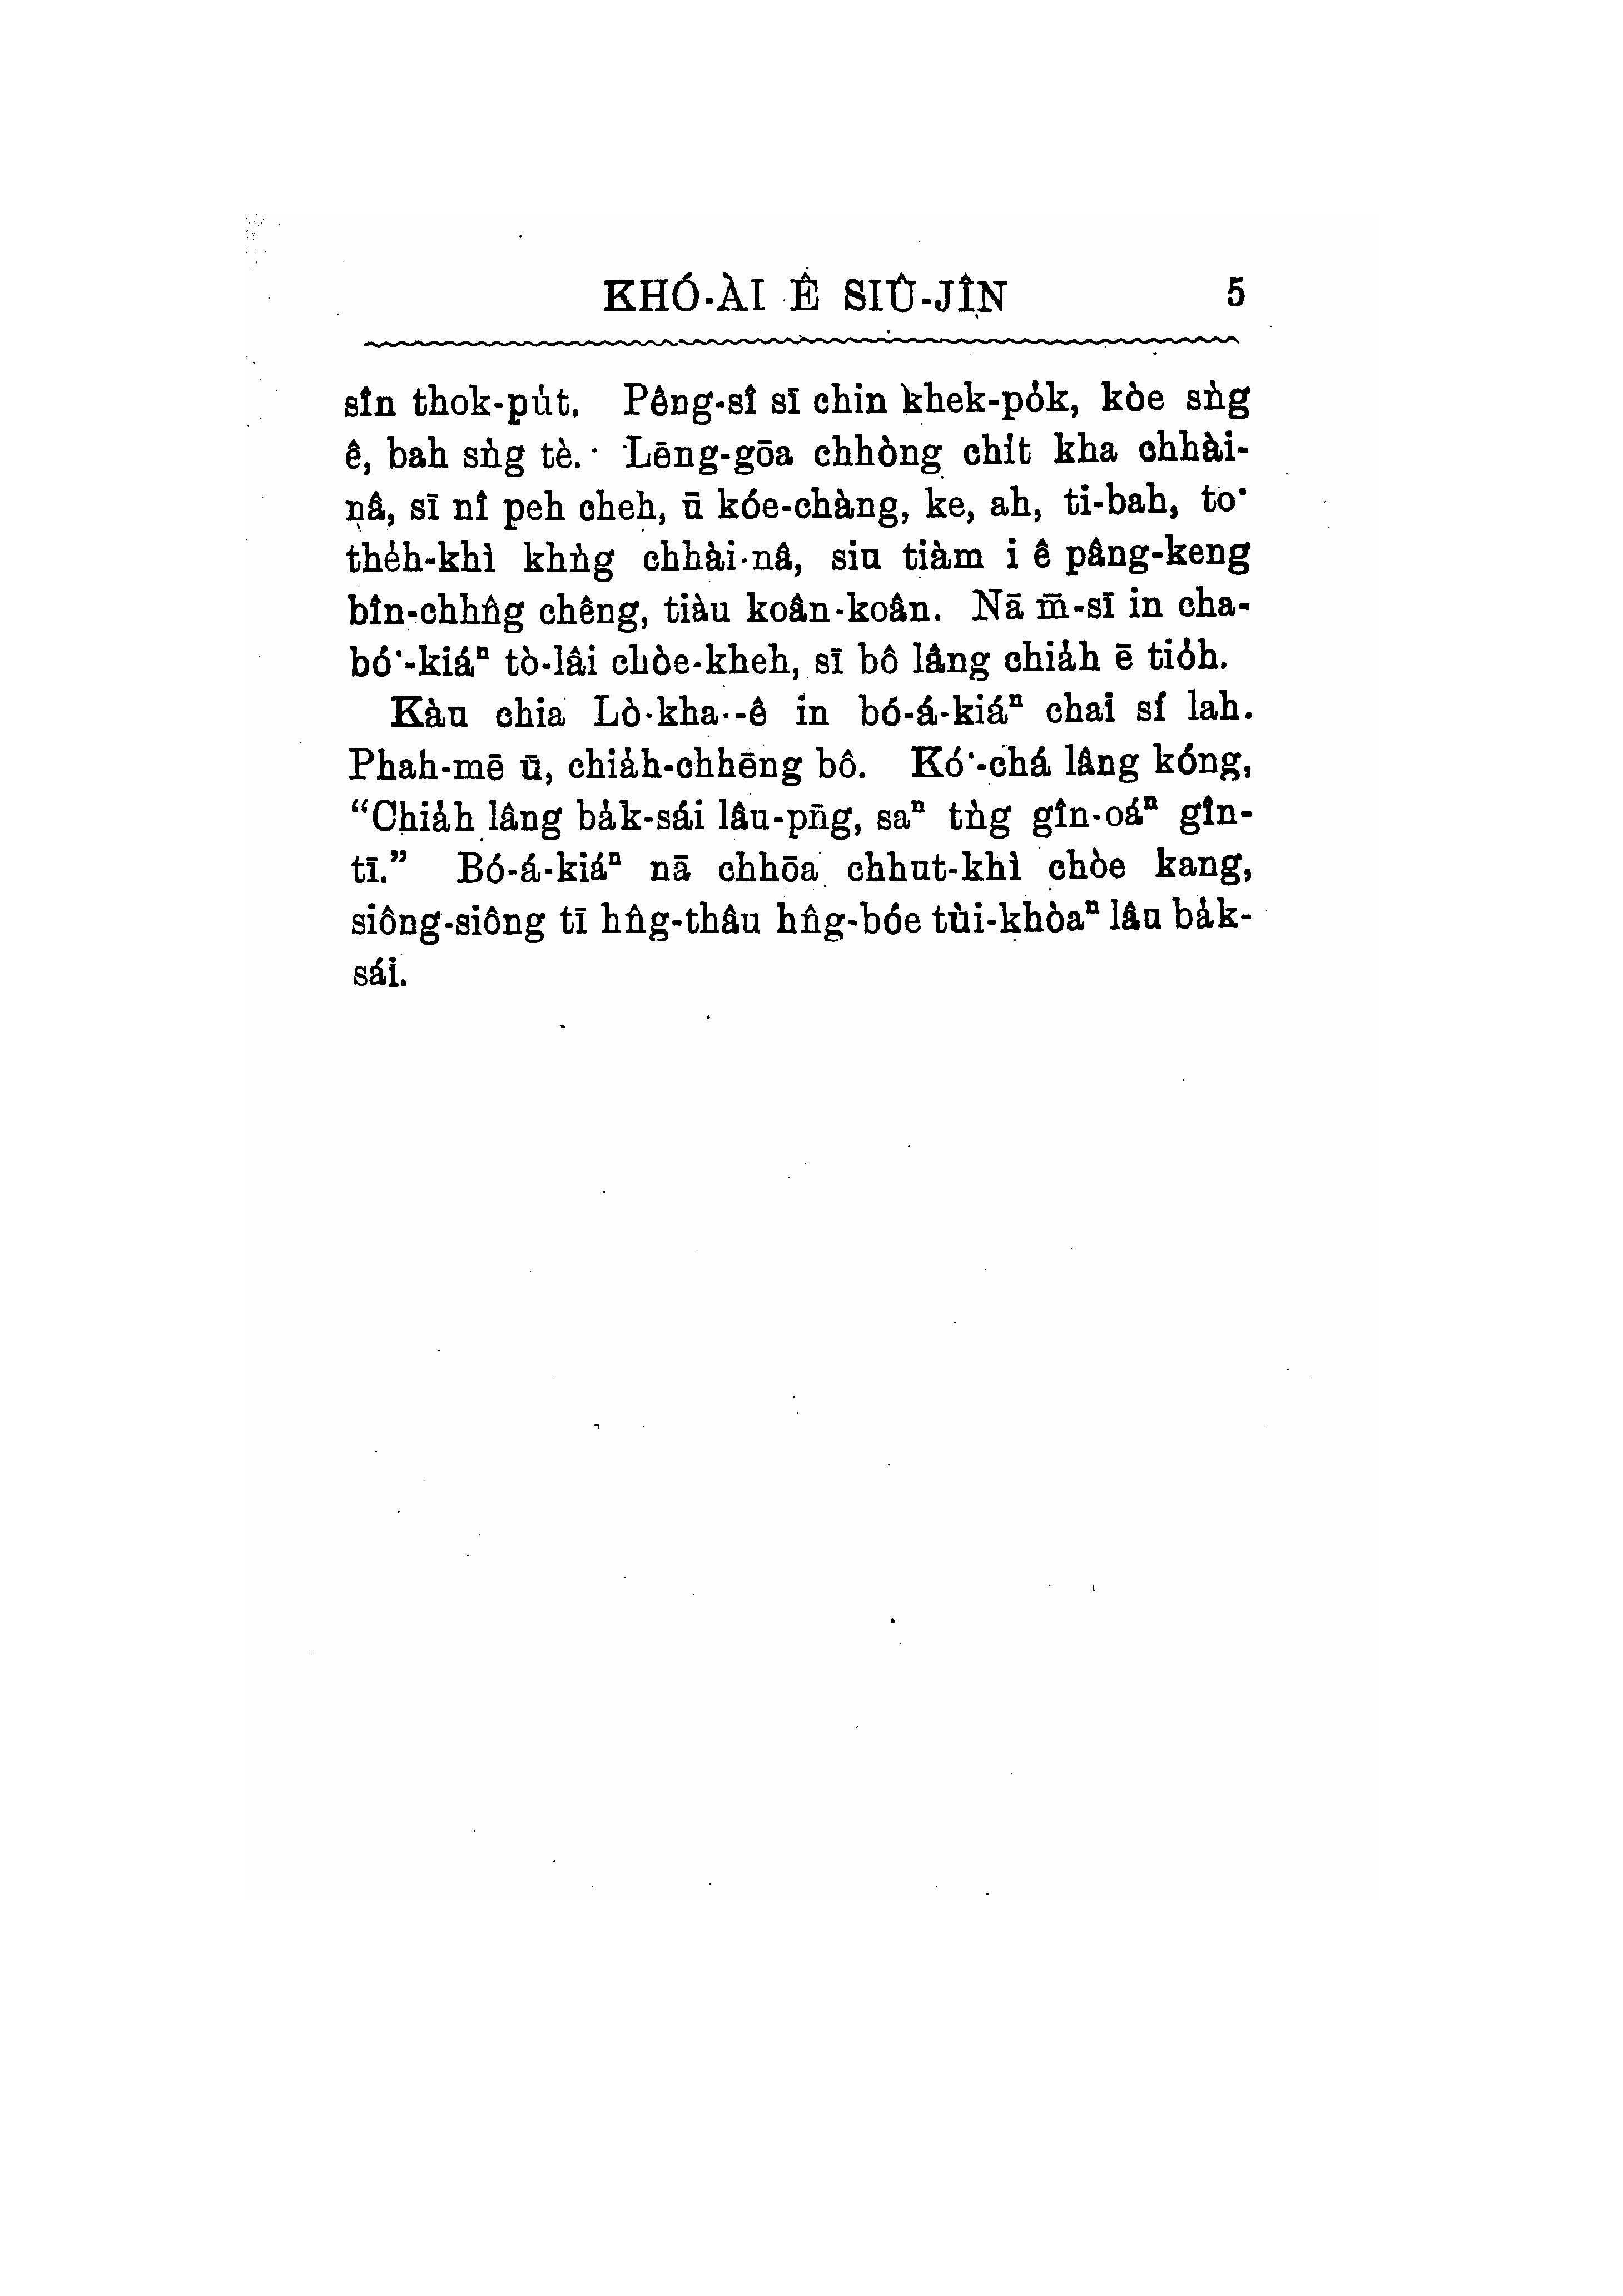 KHÓ-ÀI Ê SIÛ-JÎN 5
sîn thok-pu̍t. Pêng-sî sī chin khek-po̍k, kòe sǹg
ê, bah sǹg tè. Lēng-gōa chhòng chi̍t kha chhài-
nâ, sī nî peh cheh, ū kóe-chàng, ke, ah, ti-bah, to͘
the̍h-khì khǹg chhài-nâ, siu tiàm i ê pâng-keng
bîn-chhn̂g chêng, tiàu koân-koân. Nā m̄-sī in cha-
bó͘-kiáⁿ tò-lâi chòe-kheh, sī bô lâng chia̍h ē tio̍h.
Kàu chia Lò-kha--ê in bó-á-kiáⁿ chai sí lah.
Phah-mē ū, chia̍h-chhēng bô. Kó͘-chá lâng kóng,
“Chia̍h lâng ba̍k-sái lâu-pn̄g, saⁿ tǹg gîn-oáⁿ gîn-
tī.” Bó-á-kiáⁿ nā chhōa chhut-khì chòe kang,
siông-siông tī hn̂g-thâu hn̂g-bóe tùi-khòaⁿ lâu ba̍k-
sái.